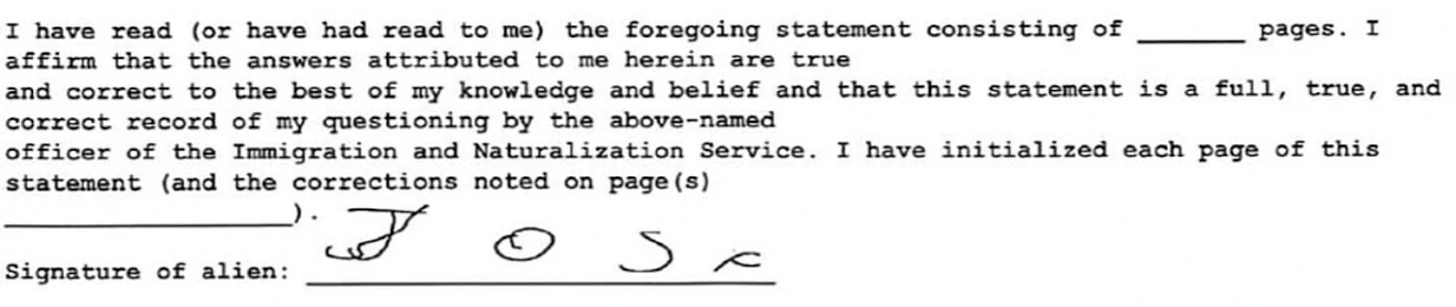 I have read (or have had read to me) the foregoing statement consisting of ______ pages. I
affirm that the answers attributed to me herein are true
and correct to the best of my knowledge and belief and that this statement is a full, true, and
correct record of my questioning by the above-named
officer of the Immigration and Naturalization Service. I have initialized each page of this
statement (and the corrections noted on page(s)
________________).
Signature of alien: J o s e